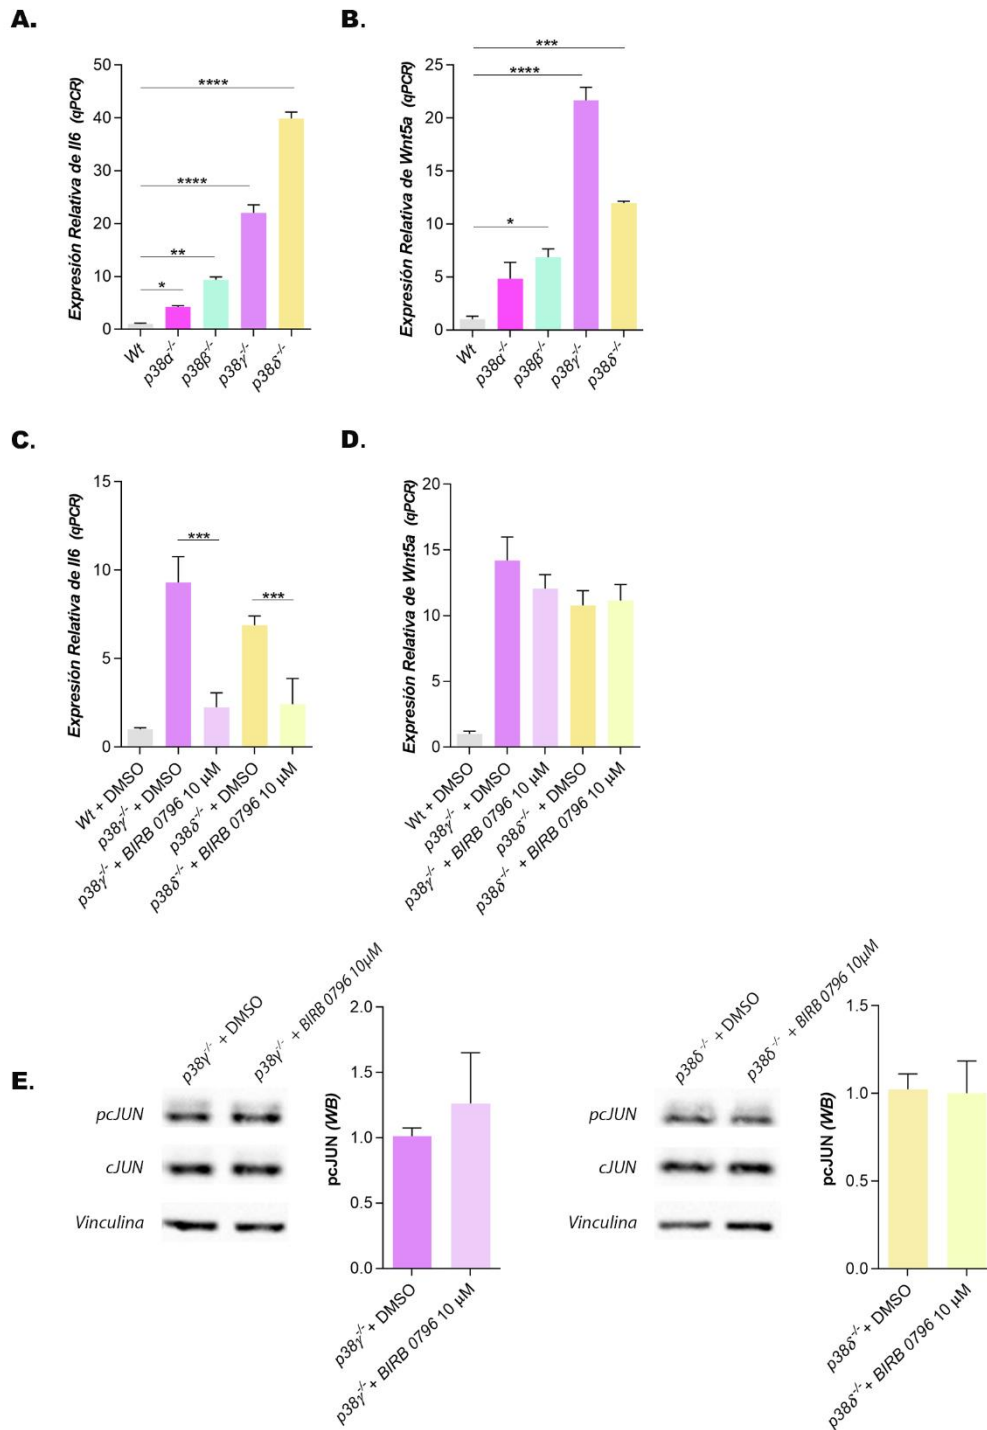 A.
Expresión Relativa de Il6 (qPCR)
50
40
30
20
10
0
****
****
**
*
Wt
p38α-/-
p38β-/-
p38γ-/-
p38δ-/-
B.
Expresión Relativa de Wnt5a (qPCR)
25
20
15
10
5
0
***
****
*
Wt
p38α-/-
p38β-/-
p38γ-/-
p38δ-/-
C.
Expresión Relativa de Il6 (qPCR)
15
10
5
0
***
***
Wt + DMSO
p38γ-/- + DMSO
p38γ-/- + BIRB 0796 10 µM
p38δ-/- + DMSO
p38δ-/- + BIRB 0796 10 µM
D.
Expresión Relativa de Wnt5a (qPCR)
20
15
10
5
0
Wt + DMSO
p38γ-/- + DMSO
p38γ-/- + BIRB 0796 10 µM
p38δ-/- + DMSO
p38δ-/- + BIRB 0796 10 µM
E.
p38γ-/- + DMSO
p38γ-/- + BIRB 0796 10µM
pcJUN
cJUN
Vinculina
pcJUN (WB)
2.0
1.5
1.0
0.5
0.0
p38γ-/- + DMSO
p38γ-/- + BIRB 0796 10 µM
p38δ-/- + DMSO
p38δ-/- + BIRB 0796 10µM
pcJUN
cJUN
Vinculina
pcJUN (WB)
1.5
1.0
0.5
0.0
p38δ-/- + DMSO
p38δ-/- + BIRB 0796 10 µM